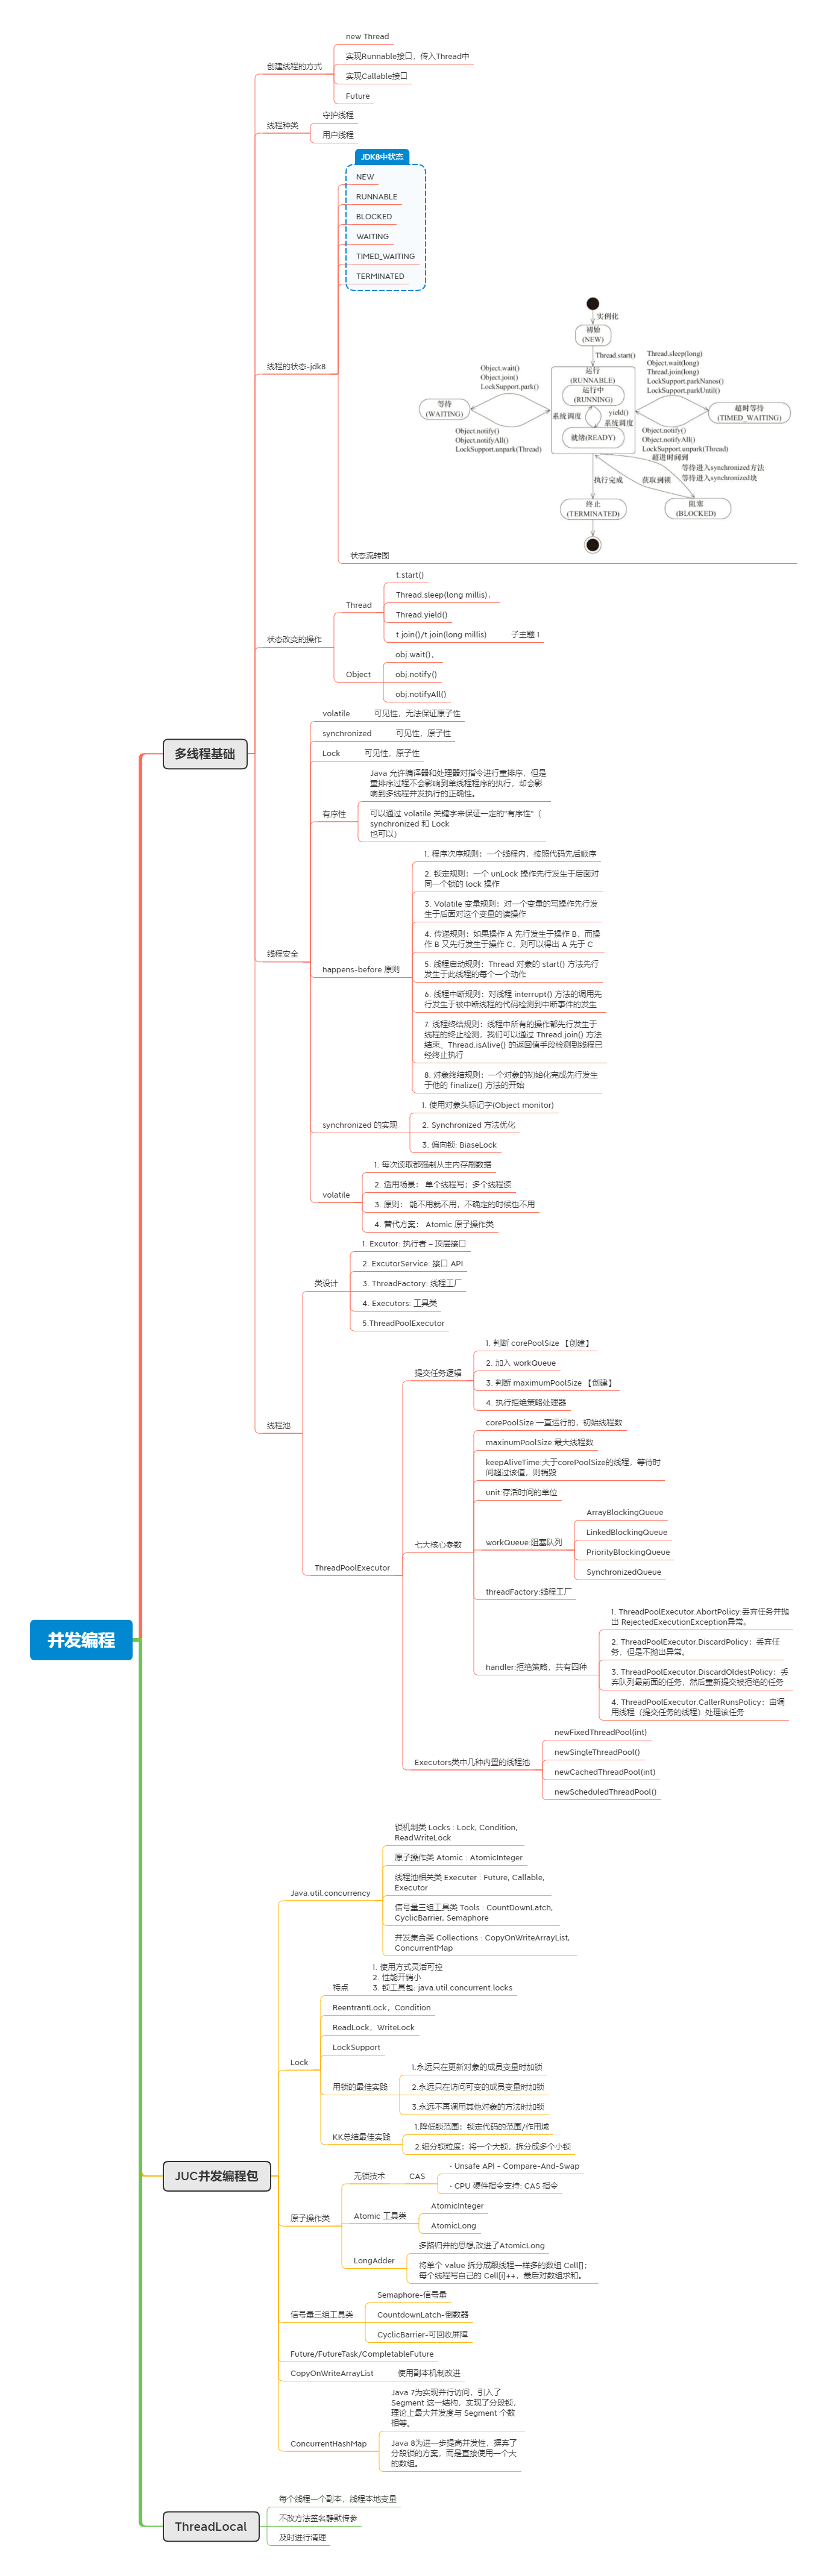 并发编程
多线程基础
创建线程的方式
new Thread
实现Runnable接口，传入Thread中
实现Callable接口
Future
线程种类
守护线程
用户线程
线程的状态-jdk8
JDK8中状态
NEW
RUNNABLE
BLOCKED
WAITING
TIMED_WAITING
TERMINATED
状态流转图
实例化
初始
(NEW)
Thread.start()
运行
(RUNNABLE)
运行中
(RUNNING)
系统调度
yield()
系统调度
就绪(READY)
Object.wait()
Object.join()
LockSupport.park()
等待
(WAITING)
Object.notify()
Object.notifyAll()
LockSupport.unpark(Thread)
Thread.sleep(long)
Object.wait(long)
Thread.join(long)
LockSupport.parkNanos()
LockSupport.parkUntil()
超时等待
(TIMED_WAITING)
Object.notify()
Object.notifyAll()
LockSupport.unpark(Thread)
超进时间到
等待进入synchronized方法
等待进入synchronized块
执行完成
获取到锁
终止
(TERMINATED)
阻塞
(BLOCKED)
状态改变的操作
Thread
t.start()
Thread.sleep(long millis)，
Thread.yield()
t.join()/t.join(long millis)
子主题 1
Object
obj.wait()，
obj.notify()
obj.notifyAll()
线程安全
volatile
可见性，无法保证原子性
synchronized
可见性，原子性
Lock
可见性，原子性
有序性
Java 允许编译器和处理器对指令进行重排序，但是
重排序过程不会影响到单线程程序的执行，却会影
响到多线程并发执行的正确性。
可以通过 volatile 关键字来保证一定的“有序性”（
synchronized 和 Lock
也可以）
happens-before 原则
1. 程序次序规则：一个线程内，按照代码先后顺序
2. 锁定规则：一个 unLock 操作先行发生于后面对
同一个锁的 lock 操作
3. Volatile 变量规则：对一个变量的写操作先行发
生于后面对这个变量的读操作
4. 传递规则：如果操作 A 先行发生于操作 B，而操
作 B 又先行发生于操作 C，则可以得出 A 先于 C
5. 线程启动规则：Thread 对象的 start() 方法先行
发生于此线程的每个一个动作
6. 线程中断规则：对线程 interrupt() 方法的调用先
行发生于被中断线程的代码检测到中断事件的发生
7. 线程终结规则：线程中所有的操作都先行发生于
线程的终止检测，我们可以通过 Thread.join() 方法
结束、Thread.isAlive() 的返回值手段检测到线程已
经终止执行
8. 对象终结规则：一个对象的初始化完成先行发生
于他的 finalize() 方法的开始
synchronized 的实现
1. 使用对象头标记字(Object monitor)
2. Synchronized 方法优化
3. 偏向锁: BiaseLock
volatile
1. 每次读取都强制从主内存刷数据
2. 适用场景： 单个线程写；多个线程读
3. 原则： 能不用就不用，不确定的时候也不用
4. 替代方案： Atomic 原子操作类
线程池
类设计
1. Excutor: 执行者 – 顶层接口
2. ExcutorService: 接口 API
3. ThreadFactory: 线程工厂
4. Executors: 工具类
5.ThreadPoolExecutor
ThreadPoolExecutor
提交任务逻辑
1. 判断 corePoolSize 【创建】
2. 加入 workQueue
3. 判断 maximumPoolSize 【创建】
4. 执行拒绝策略处理器
七大核心参数
corePoolSize:一直运行的，初始线程数
maxinumPoolSize:最大线程数
keepAliveTime:大于corePoolSize的线程，等待时
间超过该值，则销毁
unit:存活时间的单位
workQueue:阻塞队列
ArrayBlockingQueue
LinkedBlockingQueue
PriorityBlockingQueue
SynchronizedQueue
threadFactory:线程工厂
handler:拒绝策略，共有四种
1. ThreadPoolExecutor.AbortPolicy:丢弃任务并抛
出 RejectedExecutionException异常。
2. ThreadPoolExecutor.DiscardPolicy：丢弃任
务，但是不抛出异常。
3. ThreadPoolExecutor.DiscardOldestPolicy：丢
弃队列最前面的任务，然后重新提交被拒绝的任务
4. ThreadPoolExecutor.CallerRunsPolicy：由调
用线程（提交任务的线程）处理该任务
Executors类中几种内置的线程池
newFixedThreadPool(int)
newSingleThreadPool()
newCachedThreadPool(int)
newScheduledThreadPool()
JUC并发编程包
Java.util.concurrency
锁机制类 Locks : Lock, Condition,
ReadWriteLock
原子操作类 Atomic : AtomicInteger
线程池相关类 Executer : Future, Callable,
Executor
信号量三组工具类 Tools : CountDownLatch,
CyclicBarrier, Semaphore
并发集合类 Collections : CopyOnWriteArrayList,
ConcurrentMap
Lock
特点
1. 使用方式灵活可控
2. 性能开销小
3. 锁工具包: java.util.concurrent.locks
ReentrantLock，Condition
ReadLock，WriteLock
LockSupport
用锁的最佳实践
1.永远只在更新对象的成员变量时加锁
2.永远只在访问可变的成员变量时加锁
3.永远不再调用其他对象的方法时加锁
KK总结最佳实践
1.降低锁范围：锁定代码的范围/作用域
2.细分锁粒度：将一个大锁，拆分成多个小锁
原子操作类
无锁技术
CAS
• Unsafe API - Compare-And-Swap
• CPU 硬件指令支持: CAS 指令
Atomic 工具类
AtomicInteger
AtomicLong
LongAdder
多路归并的思想,改进了AtomicLong
将单个 value 拆分成跟线程一样多的数组 Cell[]；
每个线程写自己的 Cell[i]++，最后对数组求和。
信号量三组工具类
Semaphore-信号量
CountdownLatch-倒数器
CyclicBarrier-可回收屏障
Future/FutureTask/CompletableFuture
CopyOnWriteArrayList
使用副本机制改进
ConcurrentHashMap
Java 7为实现并行访问，引入了
Segment 这一结构，实现了分段锁，
理论上最大并发度与 Segment 个数
相等。
Java 8为进一步提高并发性，摒弃了
分段锁的方案，而是直接使用一个大
的数组。
ThreadLocal
每个线程一个副本，线程本地变量
不改方法签名静默传参
及时进行清理